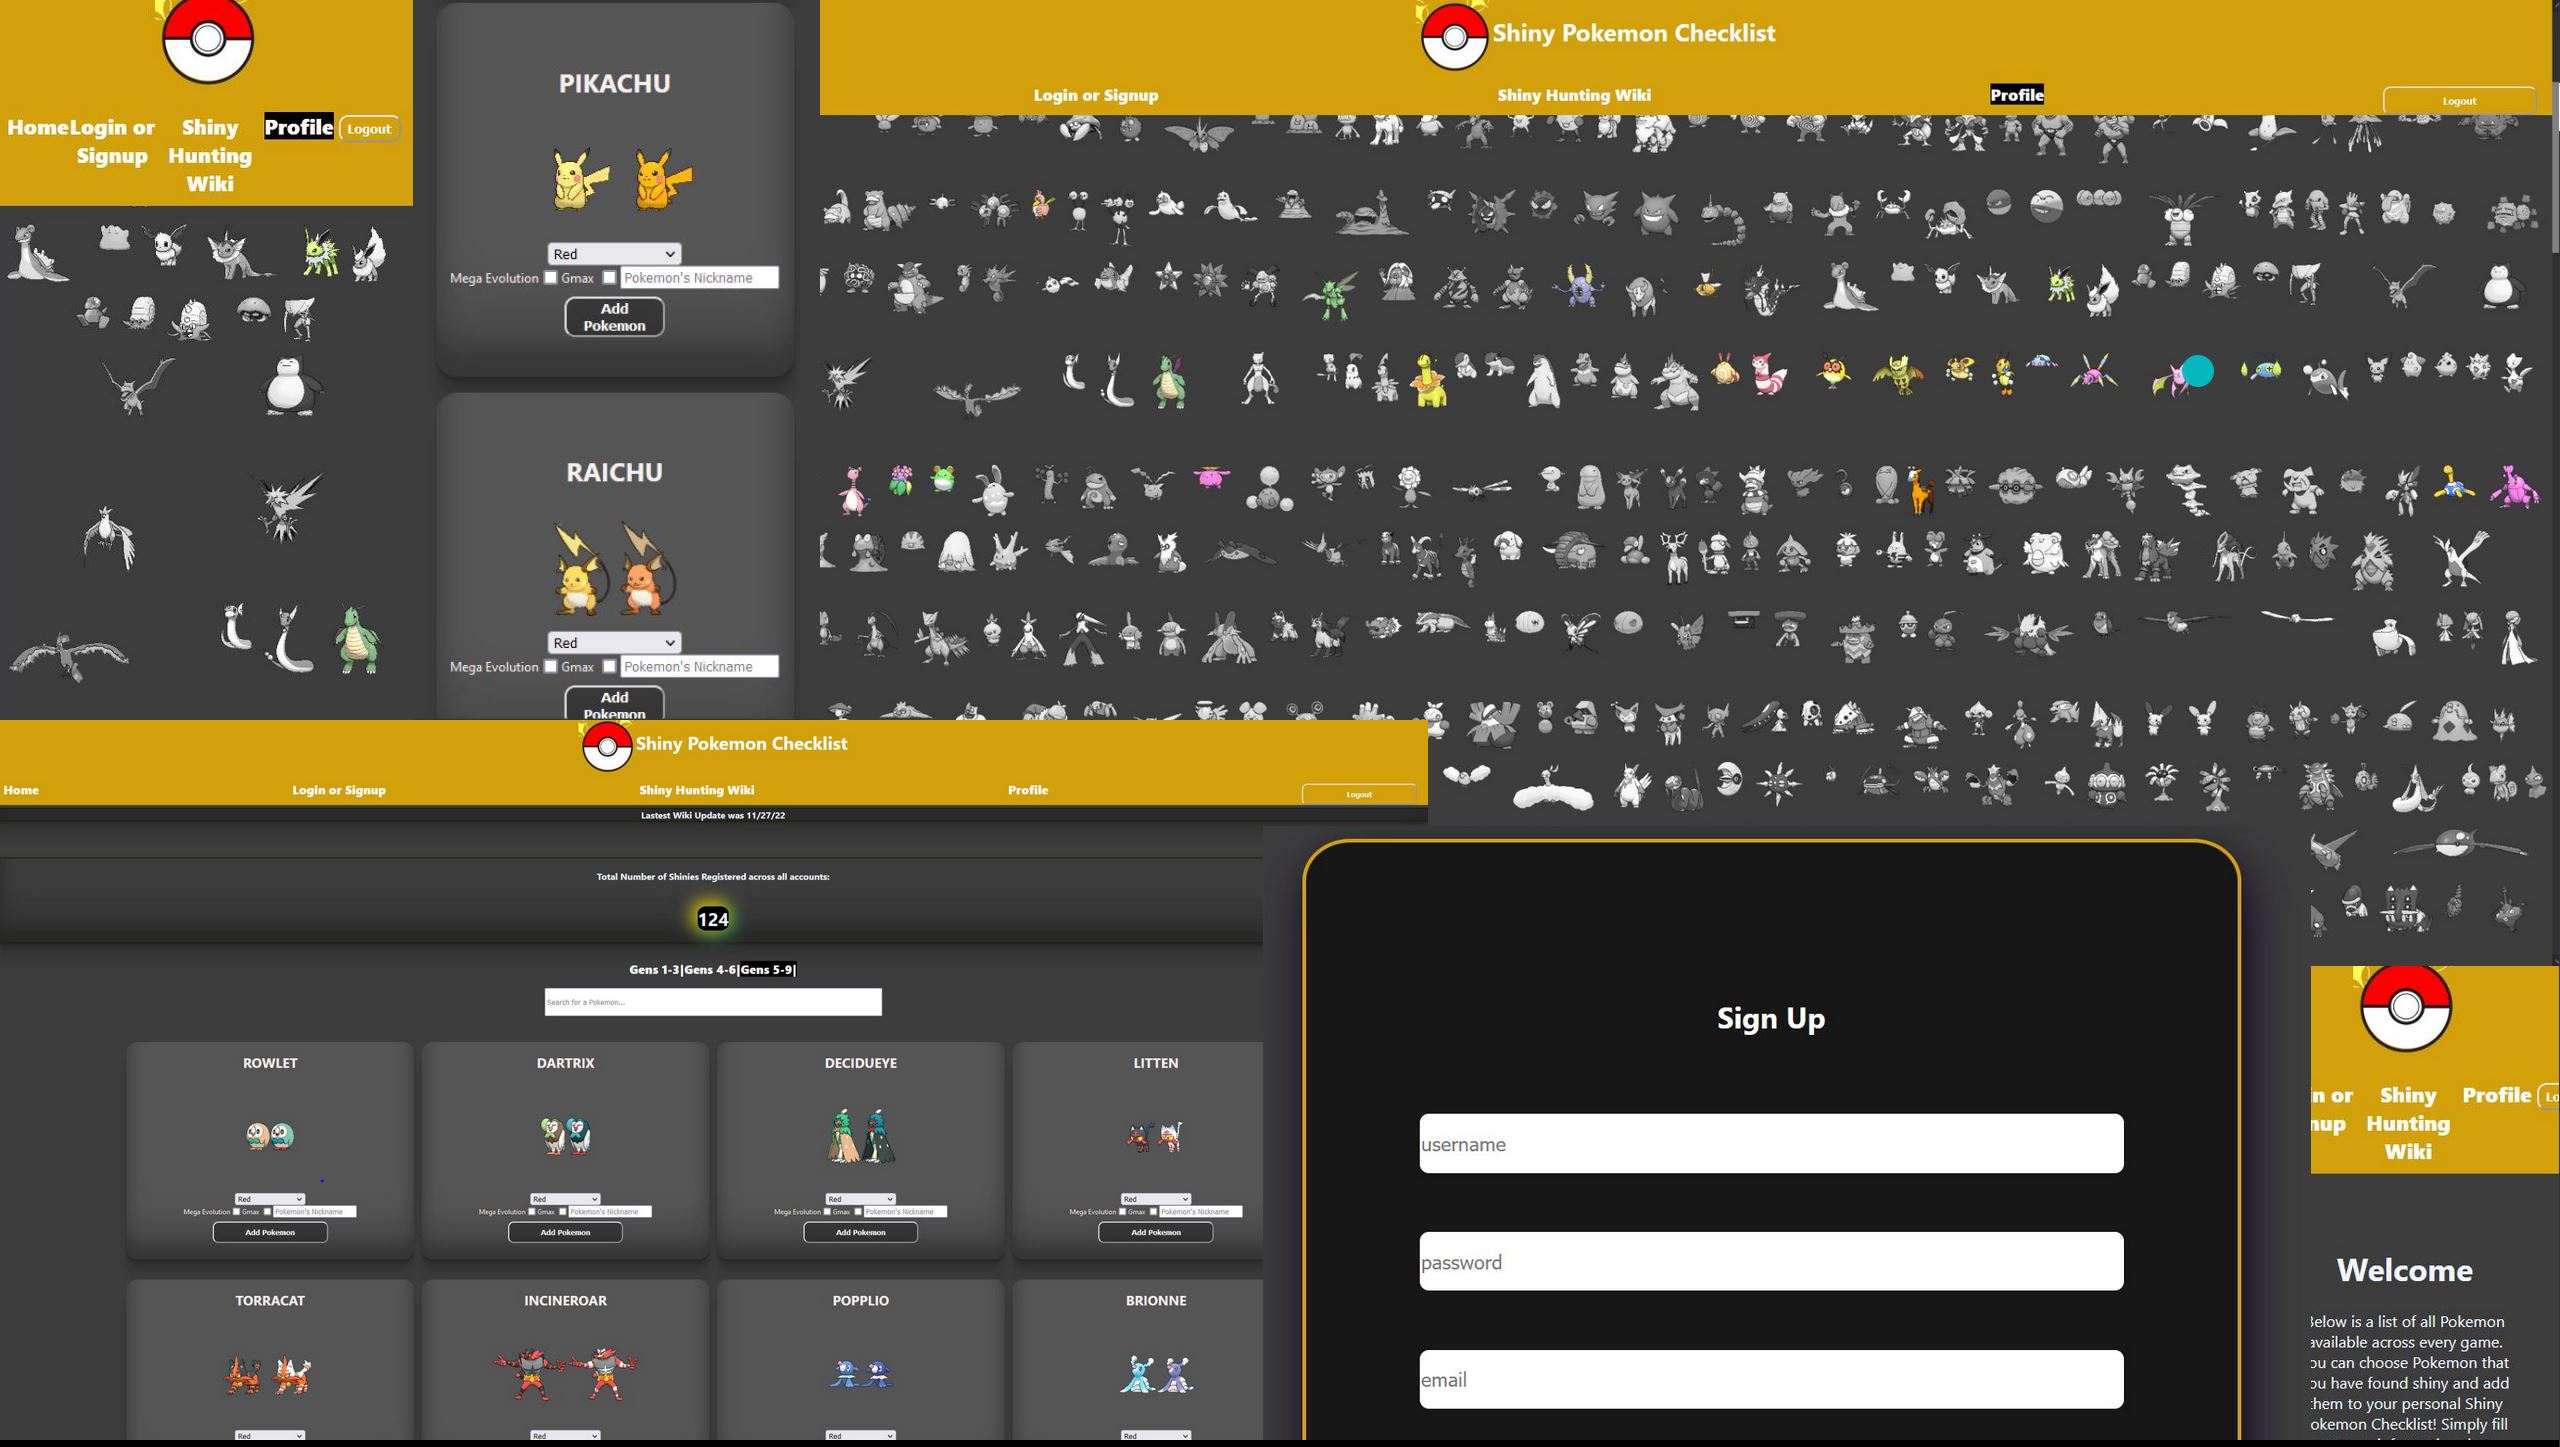 Home
Login or
Signup
Shiny
Hunting
Wiki
Profile
Logout
PIKACHU
Red
Mega Evolution Gmax Pokemon's Nickname
Add
Pokemon
RAICHU
Red
Mega Evolution Gmax Pokemon's Nickname
Add
Pokemon
Shiny Pokemon Checklist
Login or Signup
Shiny Hunting Wiki
Profile
Logout
Shiny Pokemon Checklist
Home
Login or Signup
Shiny Hunting Wiki
Profile
Logout
Lastest Wiki Update was 11/27/22
Total Number of Shinies Registered across all accounts:
124
Gens 1-3|Gens 4-6|Gens 5-9|
Search for a Pokemon...
ROWLET
Red
Mega Evolution Gmax Pokemon's Nickname
Add Pokemon
DARTRIX
Red
Mega Evolution Gmax Pokemon's Nickname
Add Pokemon
DECIDUEYE
Red
Mega Evolution Gmax Pokemon's Nickname
Add Pokemon
LITTEN
Red
Mega Evolution Gmax Pokemon's Nickname
Add Pokemon
TORRACAT
Red
INCINEROAR
Red
POPPLIO
Red
BRIONNE
Red
Sign Up
username
password
email
in or
nup
Shiny
Hunting
Wiki
Profile
Lo
Welcome
Below is a list of all Pokemon
available across every game.
ou can choose Pokemon that
ou have found shiny and add
them to your personal Shiny
okemon Checklist! Simply fill